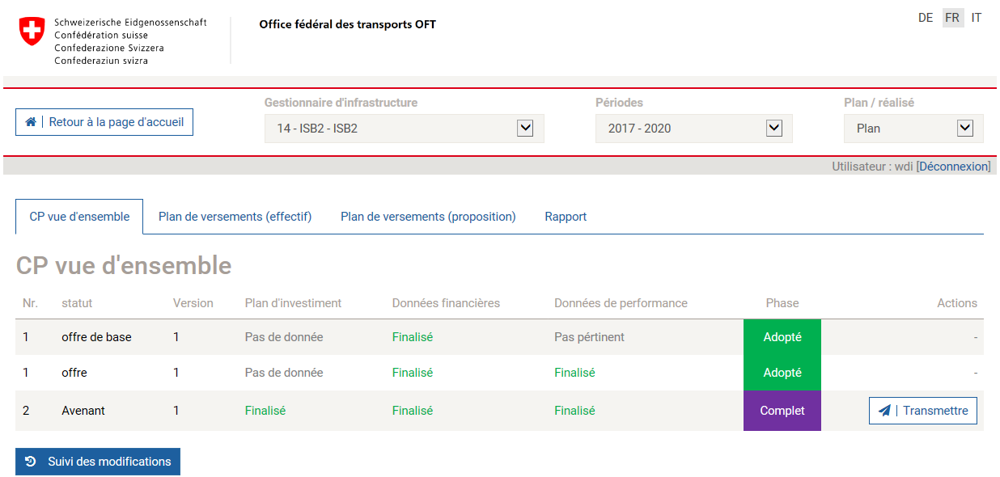 Schweizerische Eidgenossenschaft
Confédération suisse
Confederazione Svizzera
Confederaziun svizra
Office fédéral des transports OFT
DE FR IT
Retour à la page d'accueil
Gestionnaire d'infrastructure
14 - ISB2 - ISB2
Périodes
2017 - 2020
Plan / réalisé
Plan
Utilisateur : wdi [Déconnexion]
CP vue d'ensemble Plan de versements (effectif) Plan de versements (proposition) Rapport
CP vue d'ensemble
Nr. statut Version Plan d'investiment Données financières Données de performance Phase Actions
1 offre de base 1 Pas de donnée Finalisé Pas pértinent Adopté -
1 offre 1 Pas de donnée Finalisé Finalisé Adopté -
2 Avenant 1 Finalisé Finalisé Finalisé Complet Transmettre
Suivi des modifications